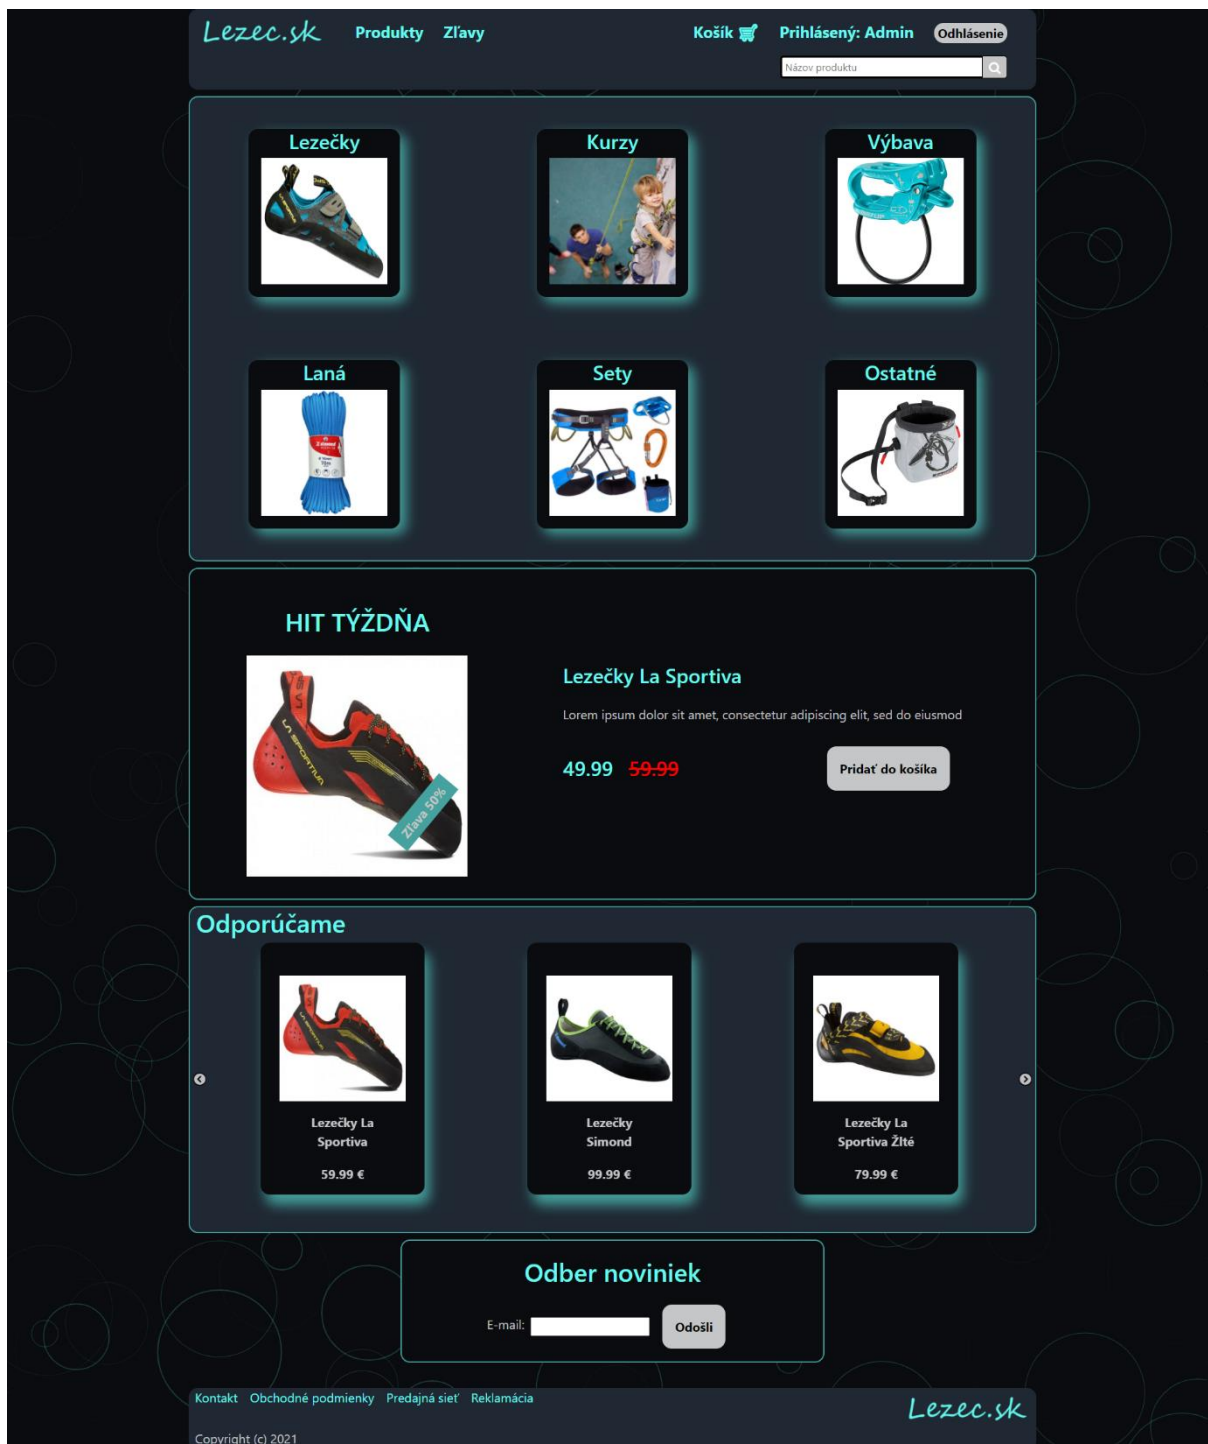 Lezec.sk Produkty Zľavy Košík Prihlásený: Admin Odhlásenie
Názov produktu
Lezečky Kurzy Výbava
Laná Sety Ostatné
HIT TÝŽDŇA
LA SPORTIVA
Zľava 50%
Lezečky La Sportiva
Lorem ipsum dolor sit amet, consectetur adipiscing elit, sed do eiusmod
49.99 59.99 Pridať do košíka
Odporúčame
Lezečky La
Sportiva
59.99 €
Lezečky
Simond
99.99 €
Lezečky La
Sportiva Žlté
79.99 €
Odber noviniek
E-mail: Odošli
Kontakt Obchodné podmienky Predajná sieť Reklamácia
Lezec.sk
Copyright (c) 2021